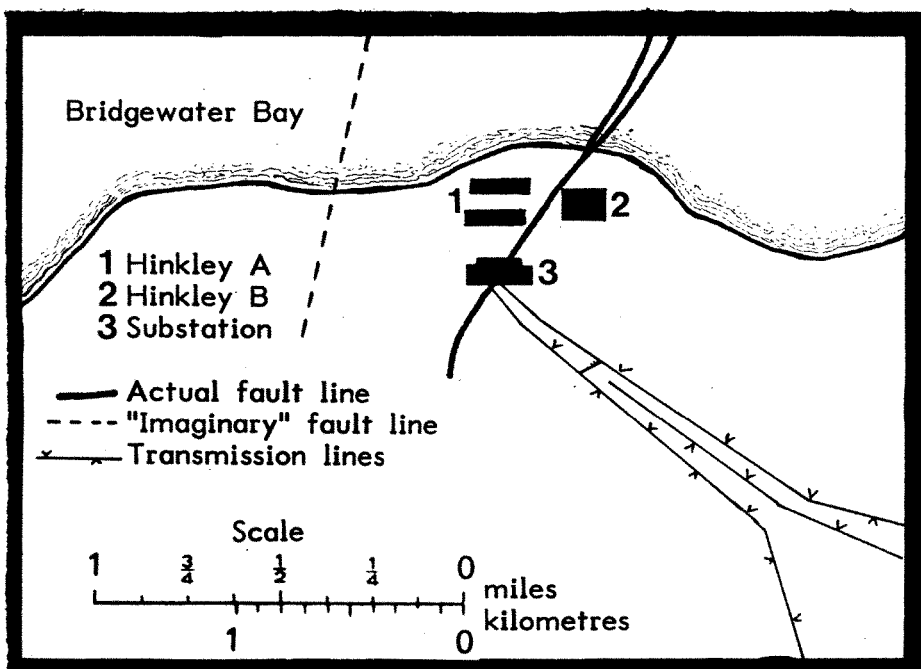 Bridgewater Bay
1
2
3
1 Hinkley A
2 Hinkley B
3 Substation
Actual fault line
"Imaginary" fault line
Transmission lines
Scale
1 3/4 1/2 1/4 0
miles
kilometres
1 0